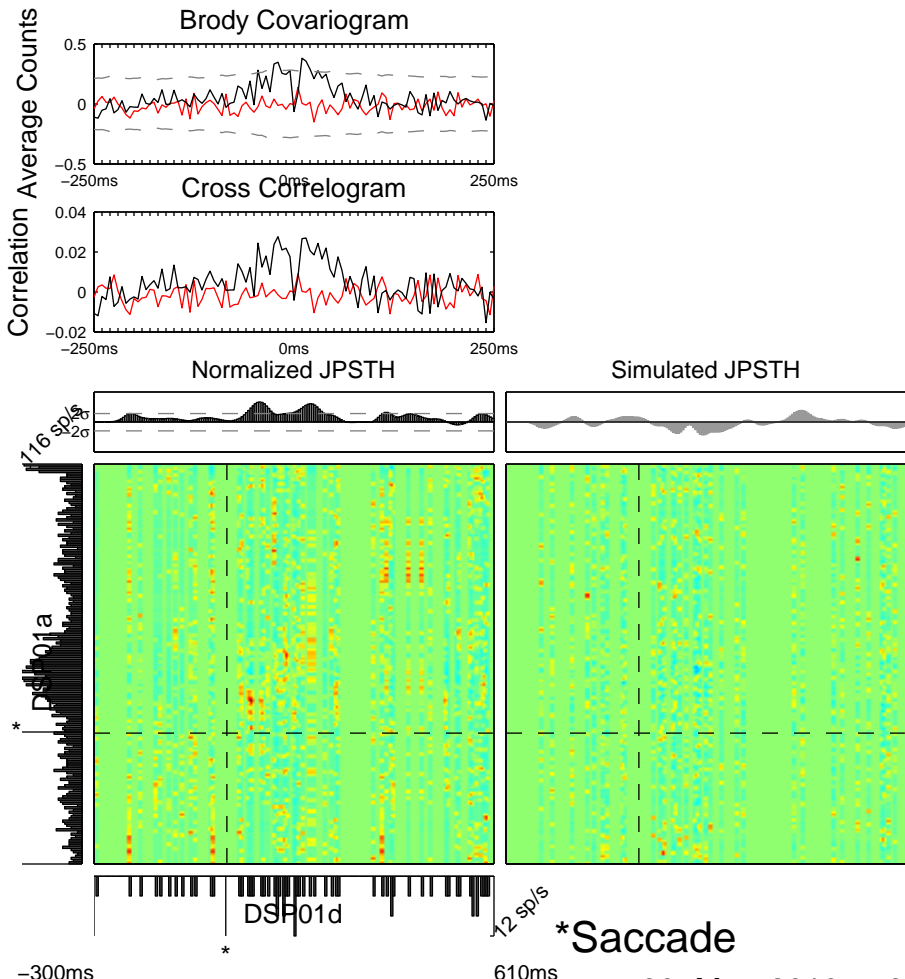 Brody Covariogram
Average Counts
0.5
0
−0.5
−250ms
0ms
250ms
Cross Correlogram
Correlation
0.04
0.02
0
−0.02
−250ms
0ms
250ms
Normalized JPSTH
Simulated JPSTH
116 sp/s
2σ
−2σ
DSP01a
*
DSP01d
12 sp/s
*
*Saccade
−300ms
610ms